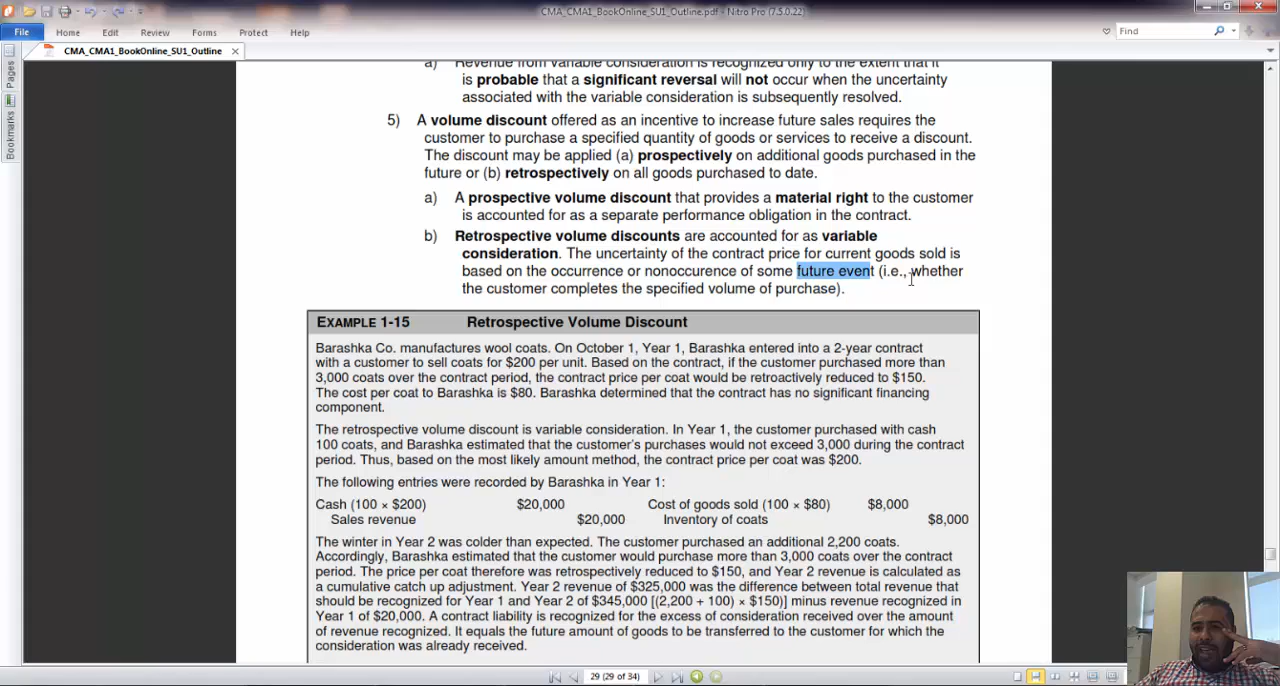 CMA_CMA1_BookOnline_SU1_Outline.pdf - Nitro Pro (7.5.0.22)
File Home Edit Review Forms Protect Help
Find
CMA_CMA1_BookOnline_SU1_Outline
Pages
Bookmarks
a) Revenue from variable consideration is recognized only to the extent that it
is probable that a significant reversal will not occur when the uncertainty
associated with the variable consideration is subsequently resolved.
5) A volume discount offered as an incentive to increase future sales requires the
customer to purchase a specified quantity of goods or services to receive a discount.
The discount may be applied (a) prospectively on additional goods purchased in the
future or (b) retrospectively on all goods purchased to date.
a) A prospective volume discount that provides a material right to the customer
is accounted for as a separate performance obligation in the contract.
b) Retrospective volume discounts are accounted for as variable
consideration. The uncertainty of the contract price for current goods sold is
based on the occurrence or nonoccurence of some future event (i.e., whether
the customer completes the specified volume of purchase).
EXAMPLE 1-15 Retrospective Volume Discount
Barashka Co. manufactures wool coats. On October 1, Year 1, Barashka entered into a 2-year contract
with a customer to sell coats for $200 per unit. Based on the contract, if the customer purchased more than
3,000 coats over the contract period, the contract price per coat would be retroactively reduced to $150.
The cost per coat to Barashka is $80. Barashka determined that the contract has no significant financing
component.
The retrospective volume discount is variable consideration. In Year 1, the customer purchased with cash
100 coats, and Barashka estimated that the customer's purchases would not exceed 3,000 during the contract
period. Thus, based on the most likely amount method, the contract price per coat was $200.
The following entries were recorded by Barashka in Year 1:
Cash (100 × $200) $20,000 Cost of goods sold (100 × $80) $8,000
Sales revenue $20,000 Inventory of coats $8,000
The winter in Year 2 was colder than expected. The customer purchased an additional 2,200 coats.
Accordingly, Barashka estimated that the customer would purchase more than 3,000 coats over the contract
period. The price per coat therefore was retrospectively reduced to $150, and Year 2 revenue is calculated as
a cumulative catch up adjustment. Year 2 revenue of $325,000 was the difference between total revenue that
should be recognized for Year 1 and Year 2 of $345,000 [(2,200 + 100) × $150)] minus revenue recognized in
Year 1 of $20,000. A contract liability is recognized for the excess of consideration received over the amount
of revenue recognized. It equals the future amount of goods to be transferred to the customer for which the
consideration was already received.
29 (29 of 34)